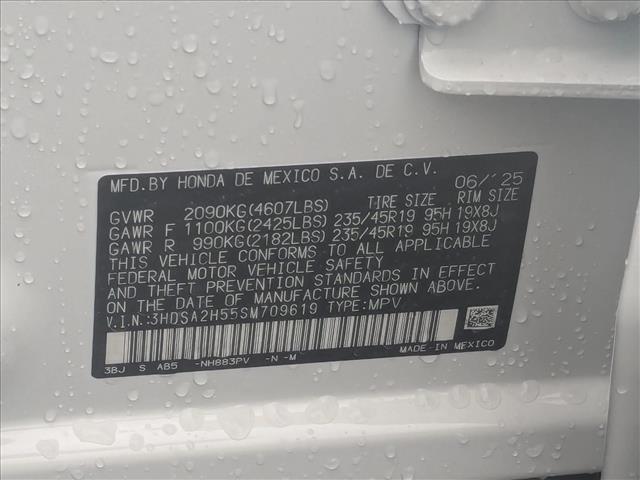 MFD. BY HONDA DE MEXICO S.A. DE C.V. 06/'25
GVWR 2090KG(4607LBS) TIRE SIZE RIM SIZE
GAWR F 1100KG(2425LBS) 235/45R19 95H 19X8J
GAWR R 990KG(2182LBS) 235/45R19 95H 19X8J
THIS VEHICLE CONFORMS TO ALL APPLICABLE
FEDERAL MOTOR VEHICLE SAFETY
AND THEFT PREVENTION STANDARDS IN EFFECT
ON THE DATE OF MANUFACTURE SHOWN ABOVE.
V.I.N.:3HDSA2H55SM709619 TYPE:MPV
3BJ S AB5 -NH883PV -N -M MADE IN MEXICO